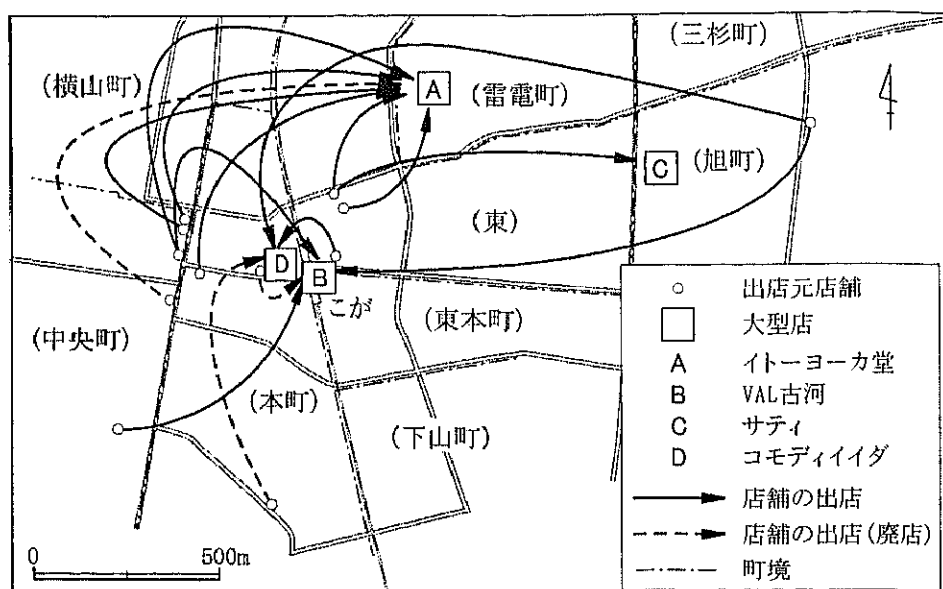 (三杉町)
(横山町)
A
(雷電町)
C
(旭町)
(東)
D
B
こが
(中央町)
(東本町)
(本町)
(下山町)
0 500m
出店元店舗
大型店
A イトーヨーカ堂
B VAL古河
C サティ
D コモディイイダ
店舗の出店
店舗の出店(廃店)
町境